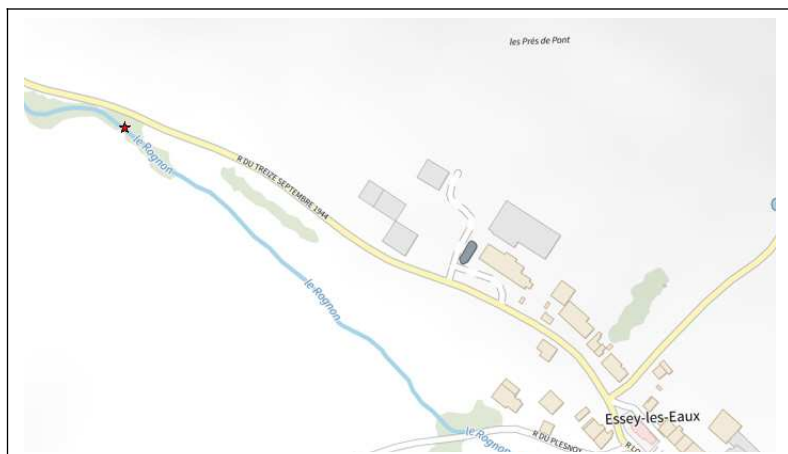 les Prés de Pont
le Rognon
R DU TREIZE SEPTEMBRE 1944
le Rognon
Essey-les-Eaux
le Rognon
R DU PLESNOY
R LO